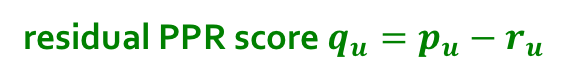 residual PPR score q_u = p_u − r_u